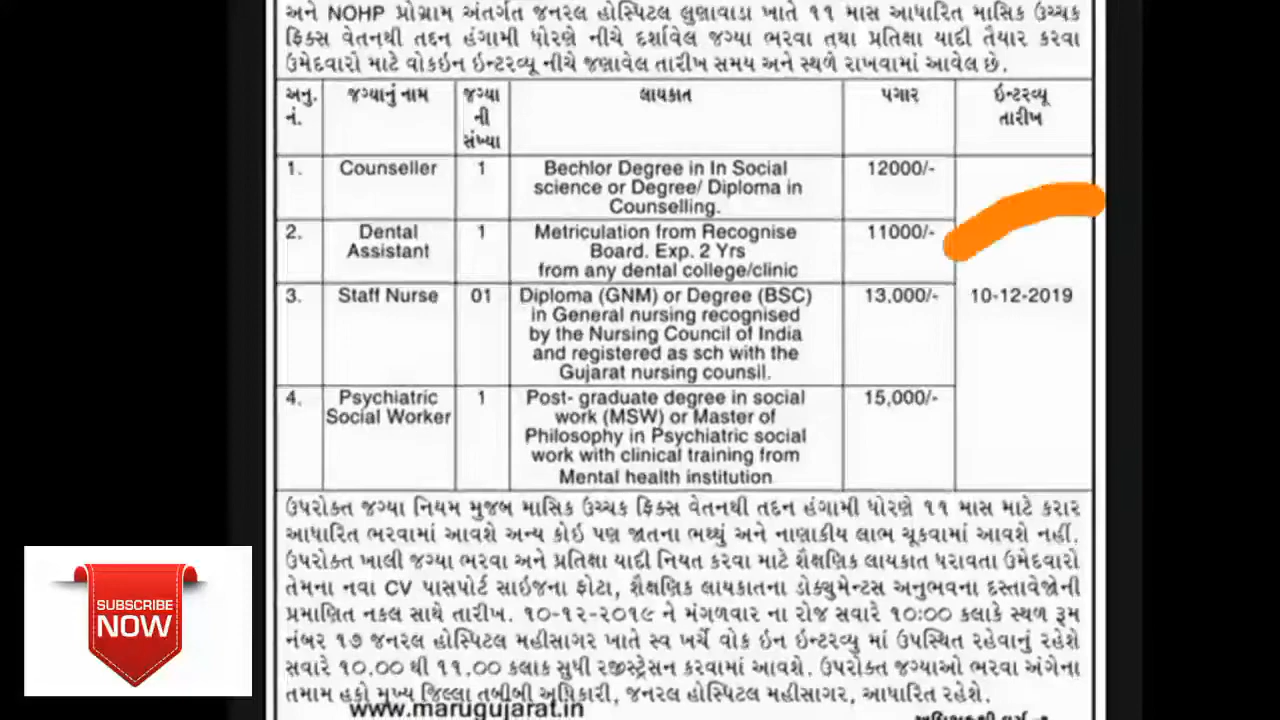 અને NOHP પ્રોગ્રામ અંતર્ગત જનરલ હોસ્પિટલ લુણાવાડા ખાતે ૧૧ માસ આધારિત માસિક ઉચ્ચક
ફિક્સ વેતનથી તદ્દન હંગામી ધોરણે નીચે દર્શાવેલ જગ્યા ભરવા તથા પ્રતિક્ષા યાદી તૈયાર કરવા
ઉમેદવારો માટે વોકઇન ઇન્ટરવ્યૂ નીચે જણાવેલ તારીખ સમય અને સ્થળે રાખવામાં આવેલ છે.
અનુ. નં. જગ્યાનું નામ જગ્યા ની સંખ્યા લાયકાત પગાર ઇન્ટરવ્યૂ તારીખ
1. Counseller 1 Bechlor Degree in In Social 12000/-
science or Degree/ Diploma in
Counselling.
2. Dental 1 Metriculation from Recognise 11000/-
Assistant Board. Exp. 2 Yrs
from any dental college/clinic
3. Staff Nurse 01 Diploma (GNM) or Degree (BSC) 13,000/- 10-12-2019
in General nursing recognised
by the Nursing Council of India
and registered as sch with the
Gujarat nursing counsil.
4. Psychiatric 1 Post- graduate degree in social 15,000/-
Social Worker work (MSW) or Master of
Philosophy in Psychiatric social
work with clinical training from
Mental health institution
ઉપરોક્ત જગ્યા નિયમ મુજબ માસિક ઉચ્ચક ફિક્સ વેતનથી તદ્દન હંગામી ધોરણે ૧૧ માસ માટે કરાર
આધારિત ભરવામાં આવશે અન્ય કોઇ પણ જાતના ભથ્થું અને નાણાકીય લાભ ચૂકવામાં આવશે નહીં.
ઉપરોક્ત ખાલી જગ્યા ભરવા અને પ્રતિક્ષા યાદી નિયત કરવા માટે શૈક્ષણિક લાયકાત ધરાવતા ઉમેદવારો
તેમના નવા CV પાસપોર્ટ સાઇજના ફોટા, શૈક્ષણિક લાયકાતના ડોક્યુમેન્ટસ અનુભવના દસ્તાવેજોની
પ્રમાણિત નકલ સાથે તારીખ. ૧૦-૧૨-૨૦૧૯ ને મંગળવાર ના રોજ સવારે ૧૦:૦૦ કલાકે સ્થળ રૂમ
નંબર ૧૭ જનરલ હોસ્પિટલ મહીસાગર ખાતે સ્વ ખર્ચે વોક ઇન ઇન્ટરવ્યુ માં ઉપસ્થિત રહેવાનું રહેશે
સવારે ૧૦.૦૦ થી ૧૧.૦૦ કલાક સુધી રજીસ્ટ્રેસન કરવામાં આવશે. ઉપરોક્ત જગ્યાઓ ભરવા અંગેના
તમામ હકો મુખ્ય જિલ્લા તબીબી અધિકારી, જનરલ હોસ્પિટલ મહીસાગર, આધારિત રહેશે.
www.marugujarat.in
SUBSCRIBE
NOW